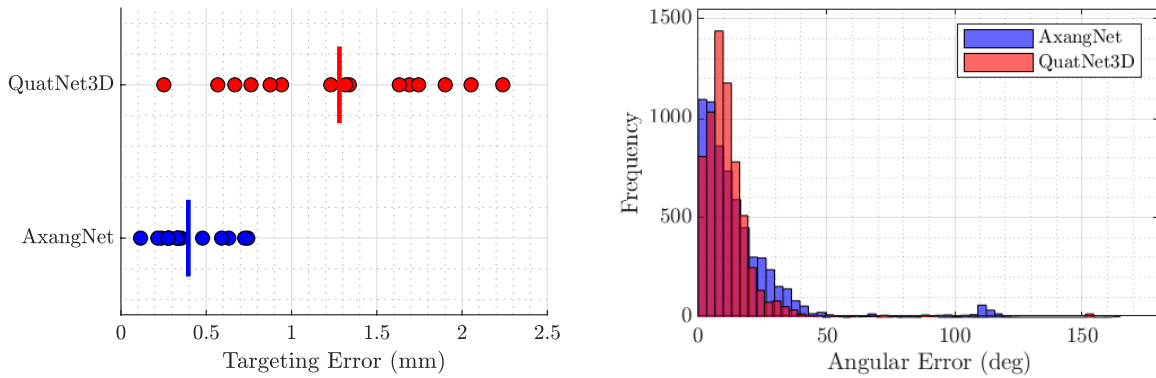 QuatNet3D
AxangNet
0 0.5 1 1.5 2 2.5
Targeting Error (mm)
1500
1000
500
0
Frequency
AxangNet
QuatNet3D
0 50 100 150
Angular Error (deg)